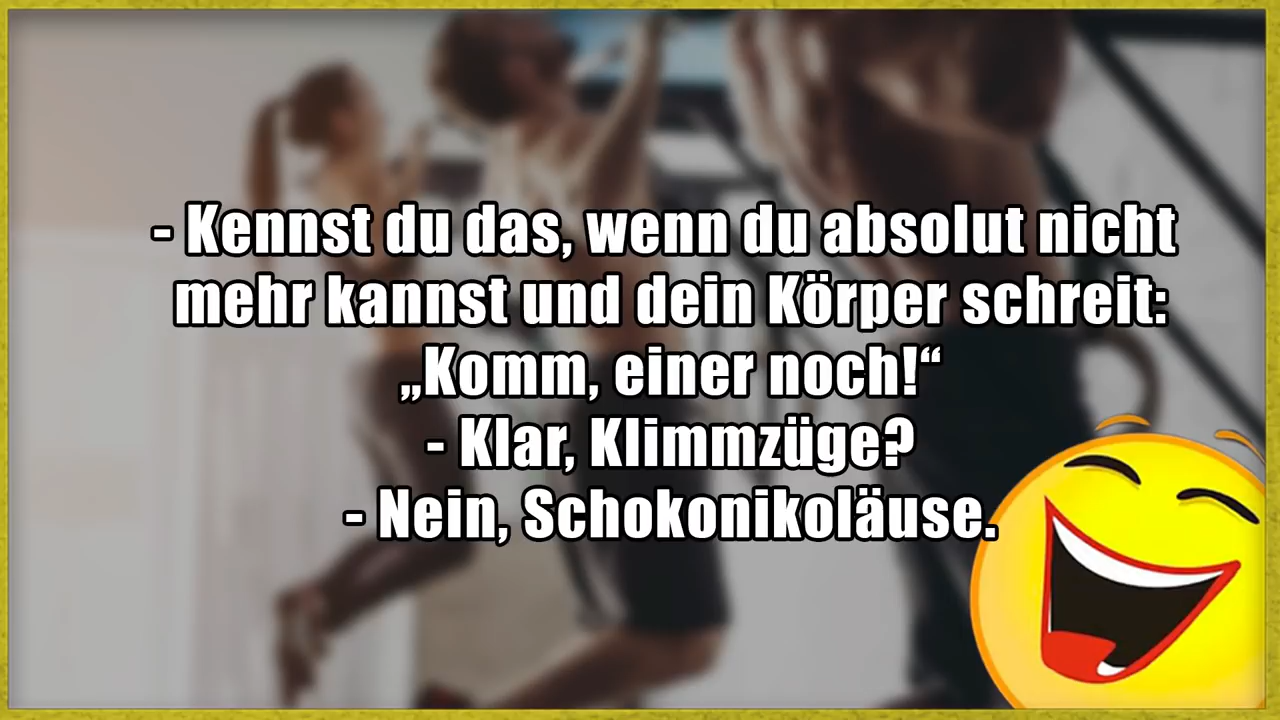 - Kennst du das, wenn du absolut nicht
mehr kannst und dein Körper schreit:
„Komm, einer noch!“
- Klar, Klimmzüge?
- Nein, Schokonikoläuse.